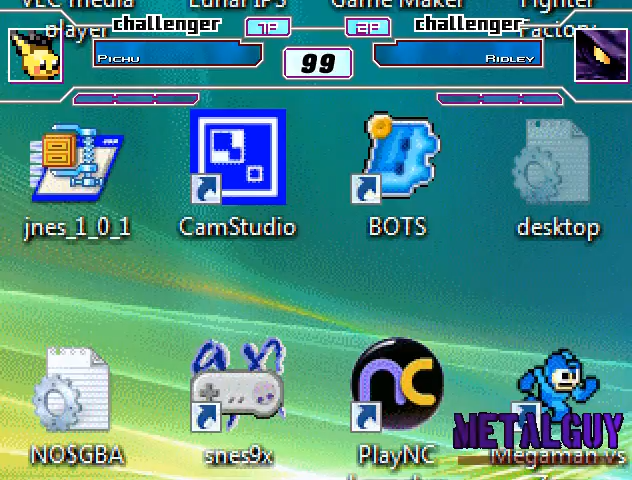 VLC media Lunar IPS Game Maker Fighter
player Factory
challenger 1P 2P challenger
Pichu 99 Ridley
jnes_1_0_1 CamStudio BOTS desktop
NOSGBA snes9x PlayNC Megaman vs
METALGUY